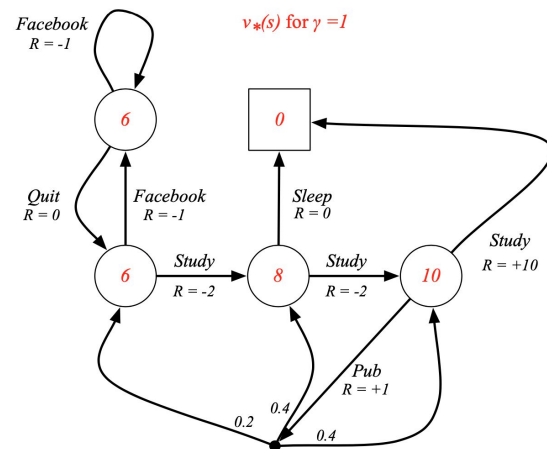 Facebook
R = -1
v*(s) for γ =1
6
0
Quit
R = 0
Facebook
R = -1
Sleep
R = 0
Study
R = +10
6
Study
R = -2
8
Study
R = -2
10
Pub
R = +1
0.2
0.4
0.4